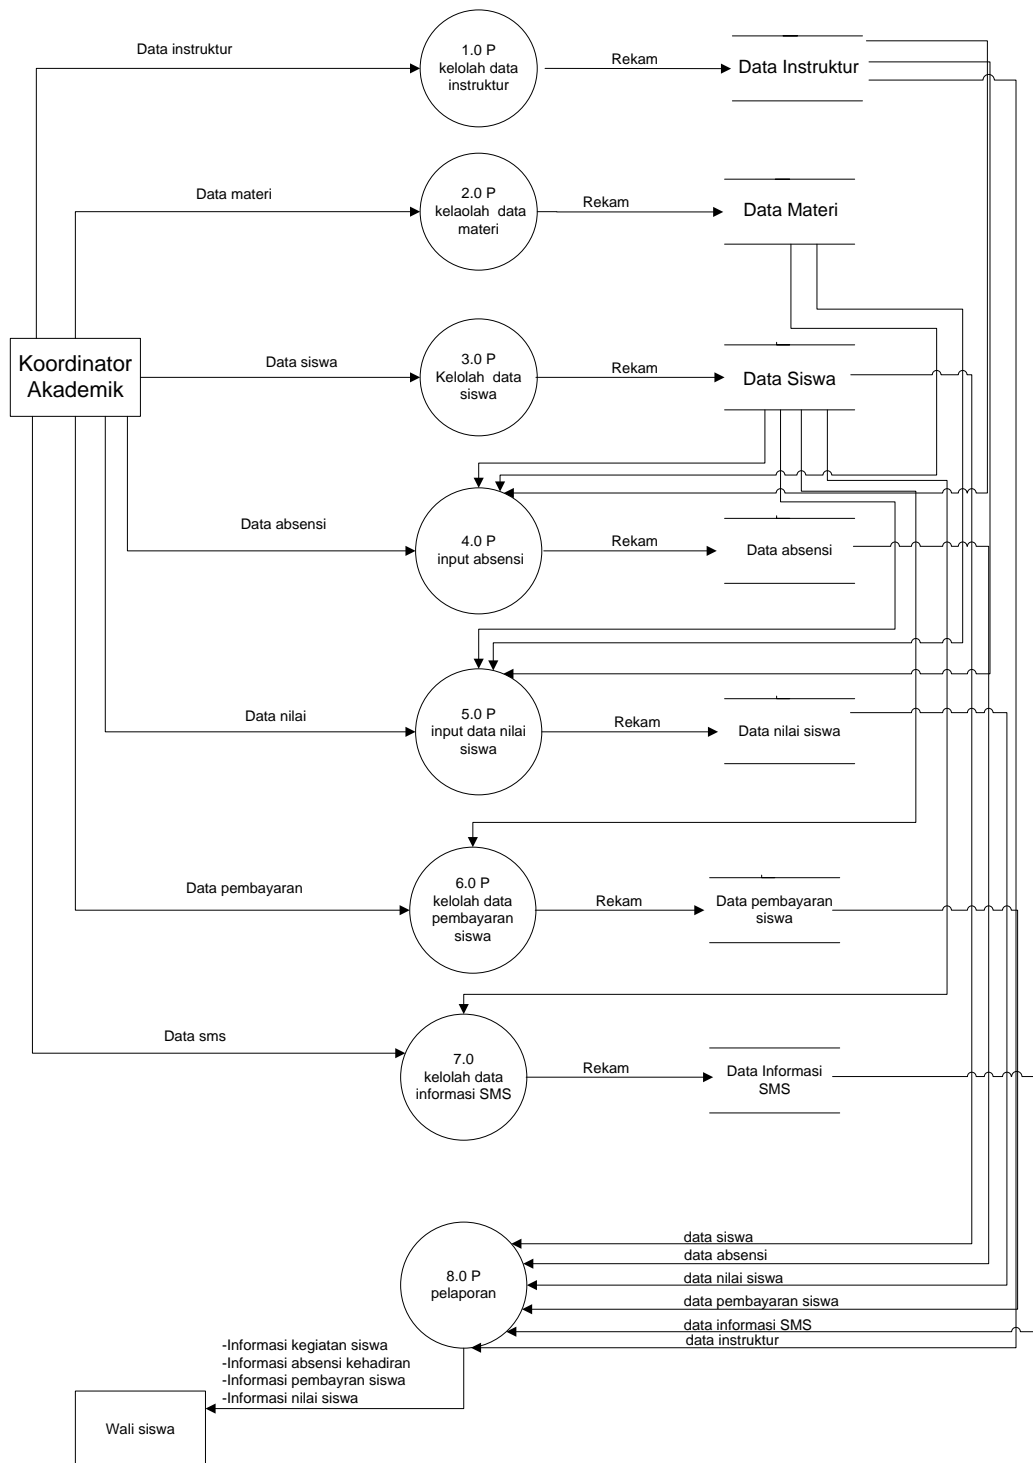 Data instruktur
1.0 P
kelolah data
instruktur
Rekam
Data Instruktur
Data materi
2.0 P
kelaolah  data
materi
Rekam
Data Materi
Koordinator
Akademik
Data siswa
3.0 P
Kelolah  data
siswa
Rekam
Data Siswa
Data absensi
4.0 P
input absensi
Rekam
Data absensi
Data nilai
5.0 P
input data nilai
siswa
Rekam
Data nilai siswa
Data pembayaran
6.0 P
kelolah data
pembayaran
siswa
Rekam
Data pembayaran
siswa
Data sms
7.0
kelolah data
informasi SMS
Rekam
Data Informasi
SMS
8.0 P
pelaporan
data siswa
data absensi
data nilai siswa
data pembayaran siswa
data informasi SMS
data instruktur
-Informasi kegiatan siswa
-Informasi absensi kehadiran
-Informasi pembayran siswa
-Informasi nilai siswa
Wali siswa